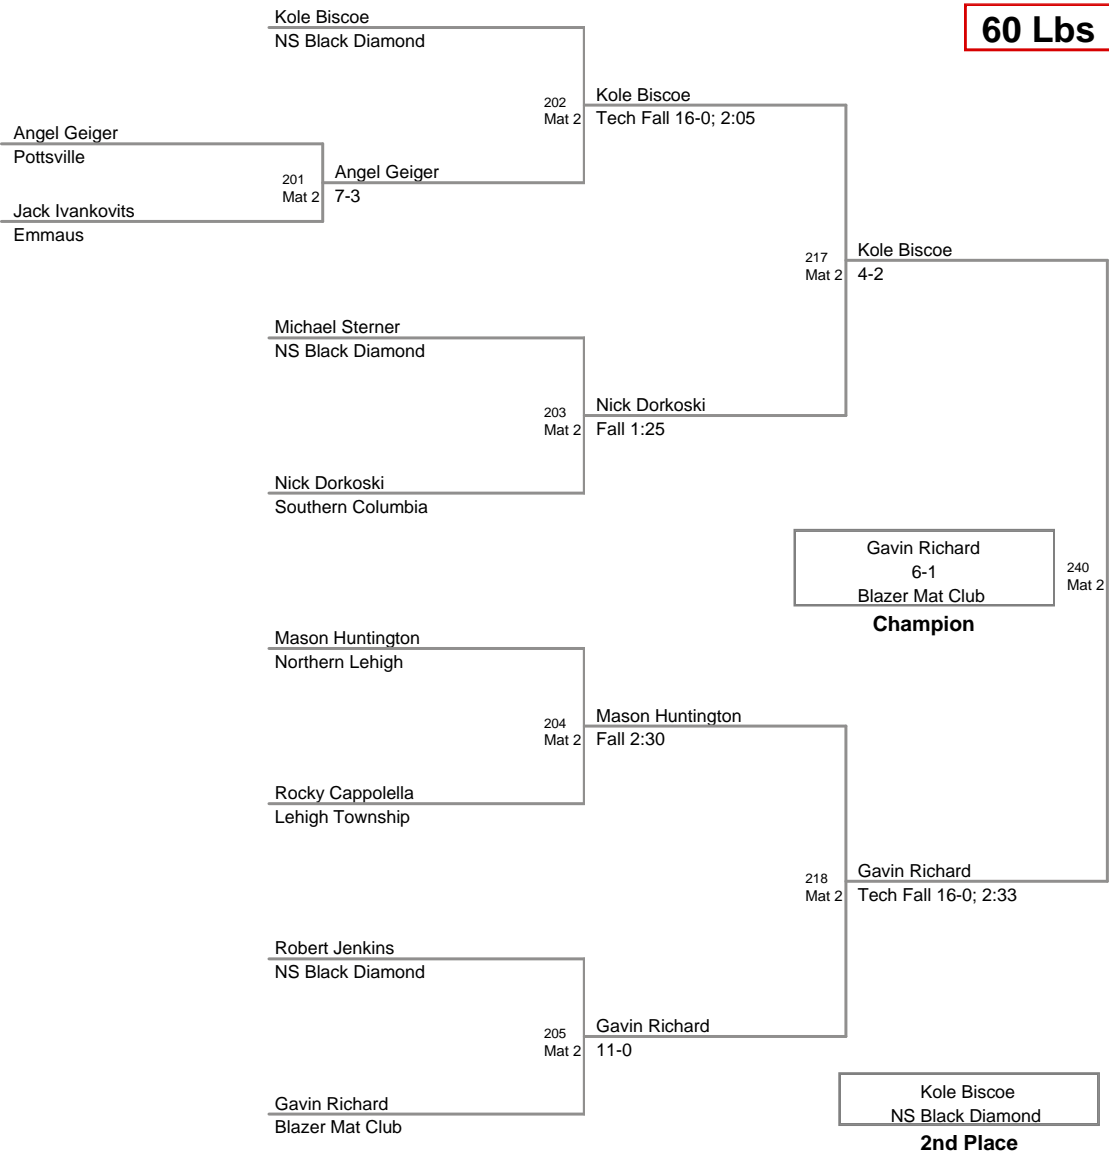 Kole Biscoe
NS Black Diamond
60 Lbs
202
Mat 2
Kole Biscoe
Tech Fall 16-0; 2:05
Angel Geiger
Pottsville
201
Mat 2
Angel Geiger
7-3
Jack Ivankovits
Emmaus
217
Mat 2
Kole Biscoe
4-2
Michael Sterner
NS Black Diamond
203
Mat 2
Nick Dorkoski
Fall 1:25
Nick Dorkoski
Southern Columbia
Gavin Richard
6-1
Blazer Mat Club
Champion
240
Mat 2
Mason Huntington
Northern Lehigh
204
Mat 2
Mason Huntington
Fall 2:30
Rocky Cappolella
Lehigh Township
218
Mat 2
Gavin Richard
Tech Fall 16-0; 2:33
Robert Jenkins
NS Black Diamond
205
Mat 2
Gavin Richard
11-0
Gavin Richard
Blazer Mat Club
Kole Biscoe
NS Black Diamond
2nd Place